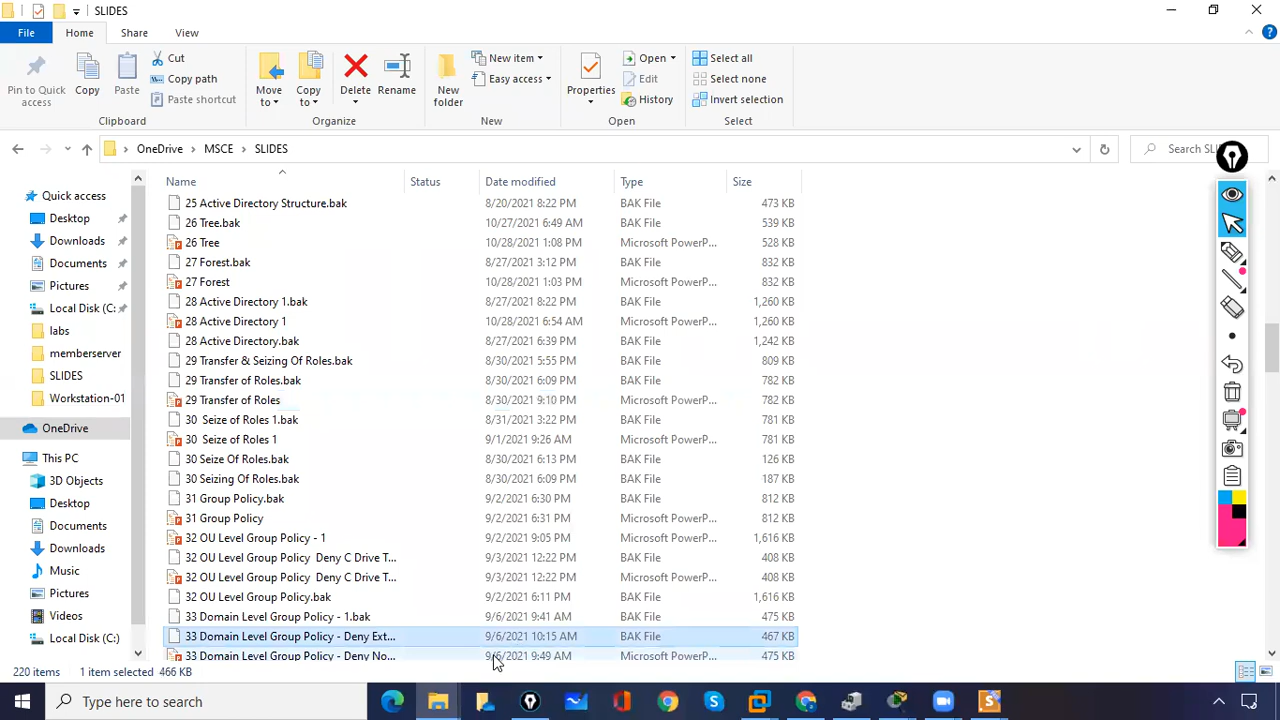 SLIDES
File Home Share View
Pin to Quick access
Copy
Paste
Cut
Copy path
Paste shortcut
Clipboard
Move to
Copy to
Delete
Rename
Organize
New folder
New item
Easy access
New
Properties
Open
Edit
History
Open
Select all
Select none
Invert selection
Select
OneDrive MSCE SLIDES
Search SLI
Name Status Date modified Type Size
Quick access
Desktop
Downloads
Documents
Pictures
Local Disk (C:
labs
memberserver
SLIDES
Workstation-01
OneDrive
This PC
3D Objects
Desktop
Documents
Downloads
Music
Pictures
Videos
Local Disk (C:)
25 Active Directory Structure.bak 8/20/2021 8:22 PM BAK File 473 KB
26 Tree.bak 10/27/2021 6:49 AM BAK File 539 KB
26 Tree 10/28/2021 1:08 PM Microsoft PowerP... 528 KB
27 Forest.bak 8/27/2021 3:12 PM BAK File 832 KB
27 Forest 10/28/2021 1:03 PM Microsoft PowerP... 832 KB
28 Active Directory 1.bak 8/27/2021 8:22 PM BAK File 1,260 KB
28 Active Directory 1 10/28/2021 6:54 AM Microsoft PowerP... 1,260 KB
28 Active Directory.bak 8/27/2021 6:39 PM BAK File 1,242 KB
29 Transfer & Seizing Of Roles.bak 8/30/2021 5:55 PM BAK File 809 KB
29 Transfer of Roles.bak 8/30/2021 6:09 PM BAK File 782 KB
29 Transfer of Roles 8/30/2021 9:10 PM Microsoft PowerP... 782 KB
30 Seize of Roles 1.bak 8/31/2021 3:22 PM BAK File 781 KB
30 Seize of Roles 1 9/1/2021 9:26 AM Microsoft PowerP... 781 KB
30 Seize Of Roles.bak 8/30/2021 6:13 PM BAK File 126 KB
30 Seizing Of Roles.bak 8/30/2021 6:09 PM BAK File 187 KB
31 Group Policy.bak 9/2/2021 6:30 PM BAK File 812 KB
31 Group Policy 9/2/2021 6:31 PM Microsoft PowerP... 812 KB
32 OU Level Group Policy - 1 9/2/2021 9:05 PM Microsoft PowerP... 1,616 KB
32 OU Level Group Policy Deny C Drive T... 9/3/2021 12:22 PM BAK File 408 KB
32 OU Level Group Policy Deny C Drive T... 9/3/2021 12:22 PM Microsoft PowerP... 408 KB
32 OU Level Group Policy.bak 9/2/2021 6:11 PM BAK File 1,616 KB
33 Domain Level Group Policy - 1.bak 9/6/2021 9:41 AM BAK File 475 KB
33 Domain Level Group Policy - Deny Ext... 9/6/2021 10:15 AM BAK File 467 KB
33 Domain Level Group Policy - Deny No... 9/6/2021 9:49 AM Microsoft PowerP... 475 KB
220 items 1 item selected 466 KB
Type here to search